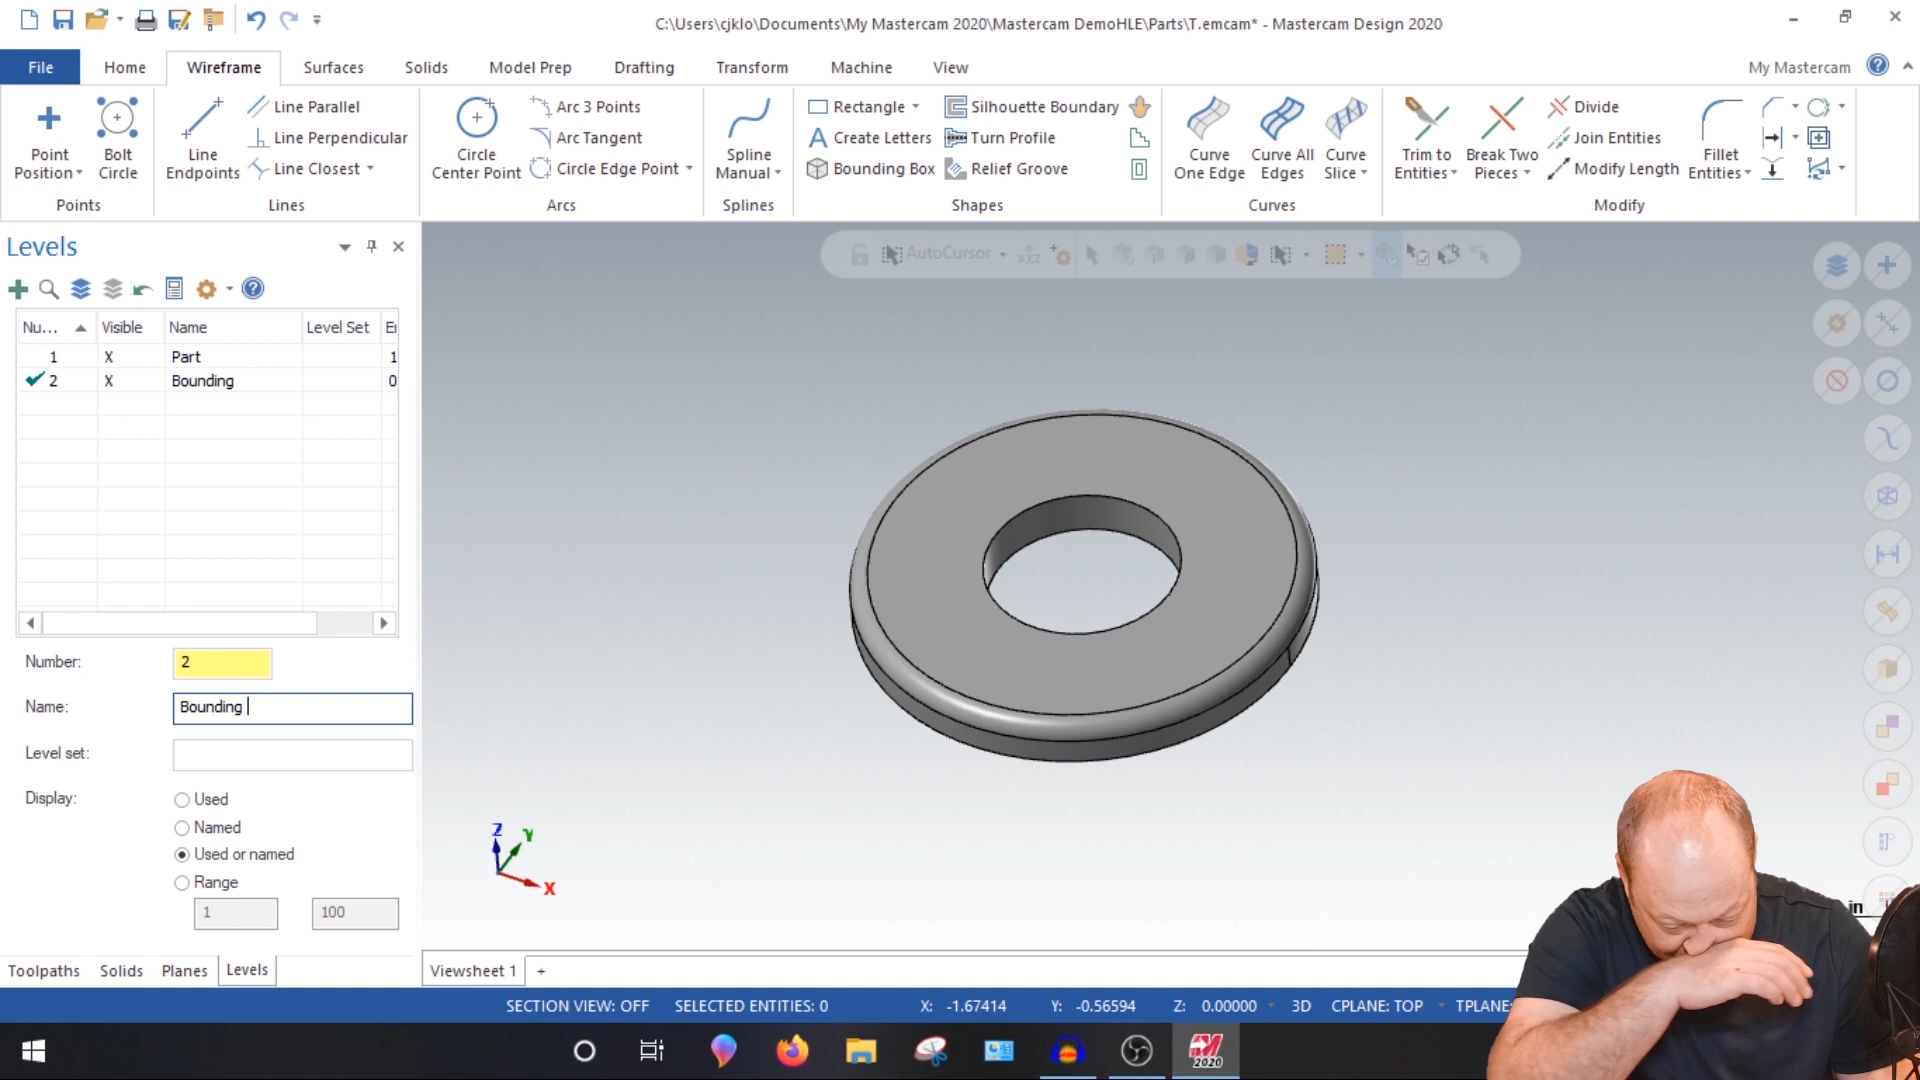 C:\Users\cjklo\Documents\My Mastercam 2020\Mastercam DemoHLE\Parts\T.emcam* - Mastercam Design 2020
File
Home
Wireframe
Surfaces
Solids
Model Prep
Drafting
Transform
Machine
View
My Mastercam
Point
Position
Bolt
Circle
Points
Line
Endpoints
Line Parallel
Line Perpendicular
Line Closest
Lines
Circle
Center Point
Arc 3 Points
Arc Tangent
Circle Edge Point
Arcs
Spline
Manual
Splines
Rectangle
Create Letters
Bounding Box
Silhouette Boundary
Turn Profile
Relief Groove
Shapes
Curve
One Edge
Curve All
Edges
Curve
Slice
Curves
Trim to
Entities
Break Two
Pieces
Divide
Join Entities
Modify Length
Fillet
Entities
Modify
Levels
AutoCursor
Nu... Visible Name Level Set
1 X Part 1
2 X Bounding 0
Number: 2
Name: Bounding
Level set:
Display:
Used
Named
Used or named
Range
1 100
Z
Y
X
in
Toolpaths Solids Planes Levels
Viewsheet 1 +
SECTION VIEW: OFF SELECTED ENTITIES: 0 X: -1.67414 Y: -0.56594 Z: 0.00000 3D CPLANE: TOP TPLANE:
2020